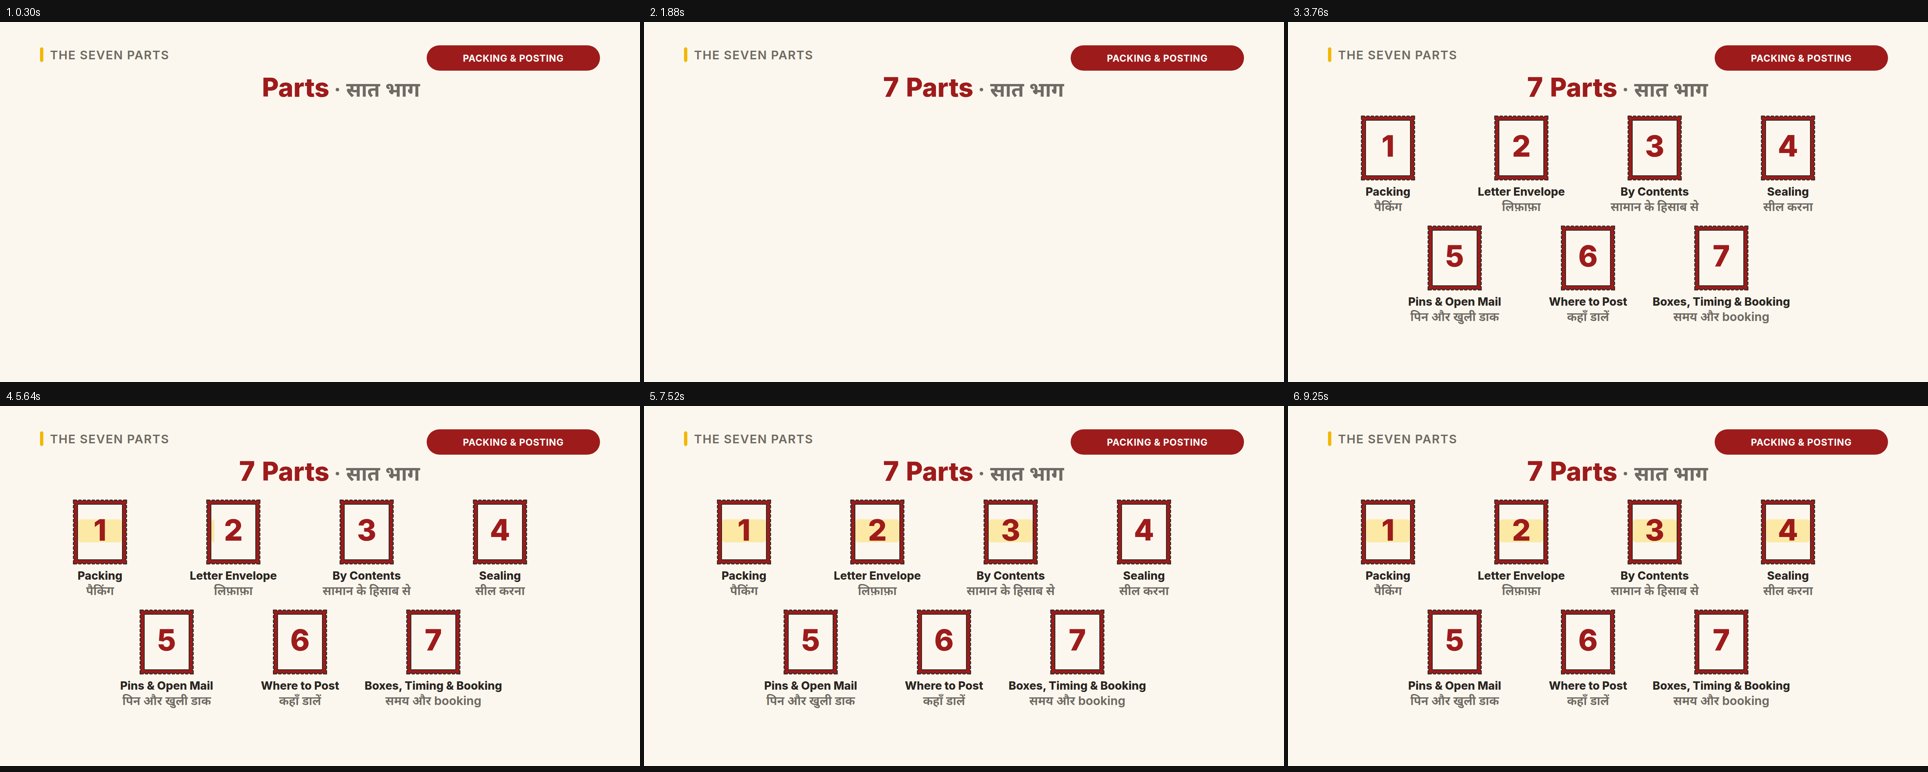 1. 0.30s
THE SEVEN PARTS
PACKING & POSTING
Parts · सात भाग
2. 1.88s
THE SEVEN PARTS
PACKING & POSTING
7 Parts · सात भाग
3. 3.76s
THE SEVEN PARTS
PACKING & POSTING
7 Parts · सात भाग
1 2 3 4
Packing Letter Envelope By Contents Sealing
पैकिंग लिफ़ाफ़ा सामान के हिसाब से सील करना
5 6 7
Pins & Open Mail Where to Post Boxes, Timing & Booking
पिन और खुली डाक कहाँ डालें समय और booking
4. 5.64s
THE SEVEN PARTS
PACKING & POSTING
7 Parts · सात भाग
1 2 3 4
Packing Letter Envelope By Contents Sealing
पैकिंग लिफ़ाफ़ा सामान के हिसाब से सील करना
5 6 7
Pins & Open Mail Where to Post Boxes, Timing & Booking
पिन और खुली डाक कहाँ डालें समय और booking
5. 7.52s
THE SEVEN PARTS
PACKING & POSTING
7 Parts · सात भाग
1 2 3 4
Packing Letter Envelope By Contents Sealing
पैकिंग लिफ़ाफ़ा सामान के हिसाब से सील करना
5 6 7
Pins & Open Mail Where to Post Boxes, Timing & Booking
पिन और खुली डाक कहाँ डालें समय और booking
6. 9.25s
THE SEVEN PARTS
PACKING & POSTING
7 Parts · सात भाग
1 2 3 4
Packing Letter Envelope By Contents Sealing
पैकिंग लिफ़ाफ़ा सामान के हिसाब से सील करना
5 6 7
Pins & Open Mail Where to Post Boxes, Timing & Booking
पिन और खुली डाक कहाँ डालें समय और booking